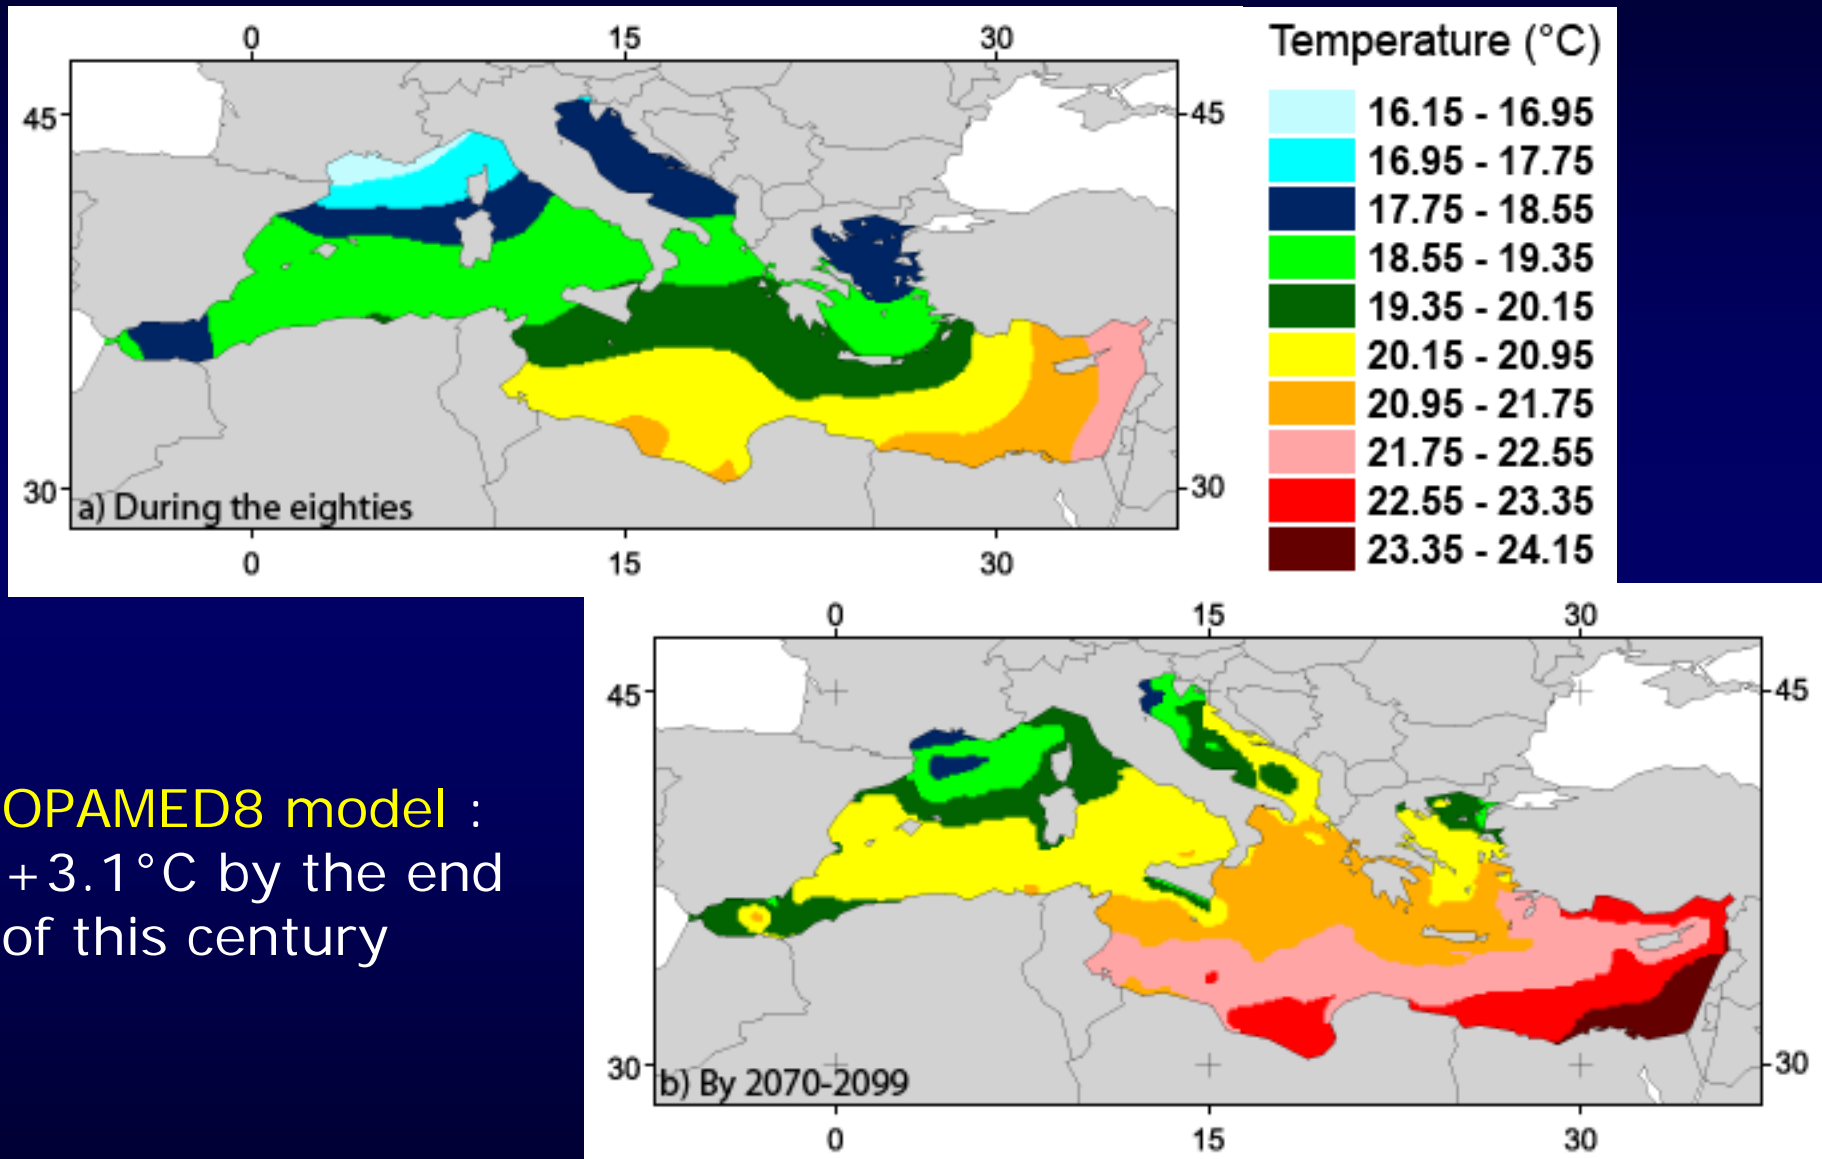 0 15 30
45 45
30 30
a) During the eighties
0 15 30
Temperature (°C)
16.15 - 16.95
16.95 - 17.75
17.75 - 18.55
18.55 - 19.35
19.35 - 20.15
20.15 - 20.95
20.95 - 21.75
21.75 - 22.55
22.55 - 23.35
23.35 - 24.15
OPAMED8 model :
+3.1°C by the end
of this century
0 15 30
45 45
30 30
b) By 2070-2099
0 15 30